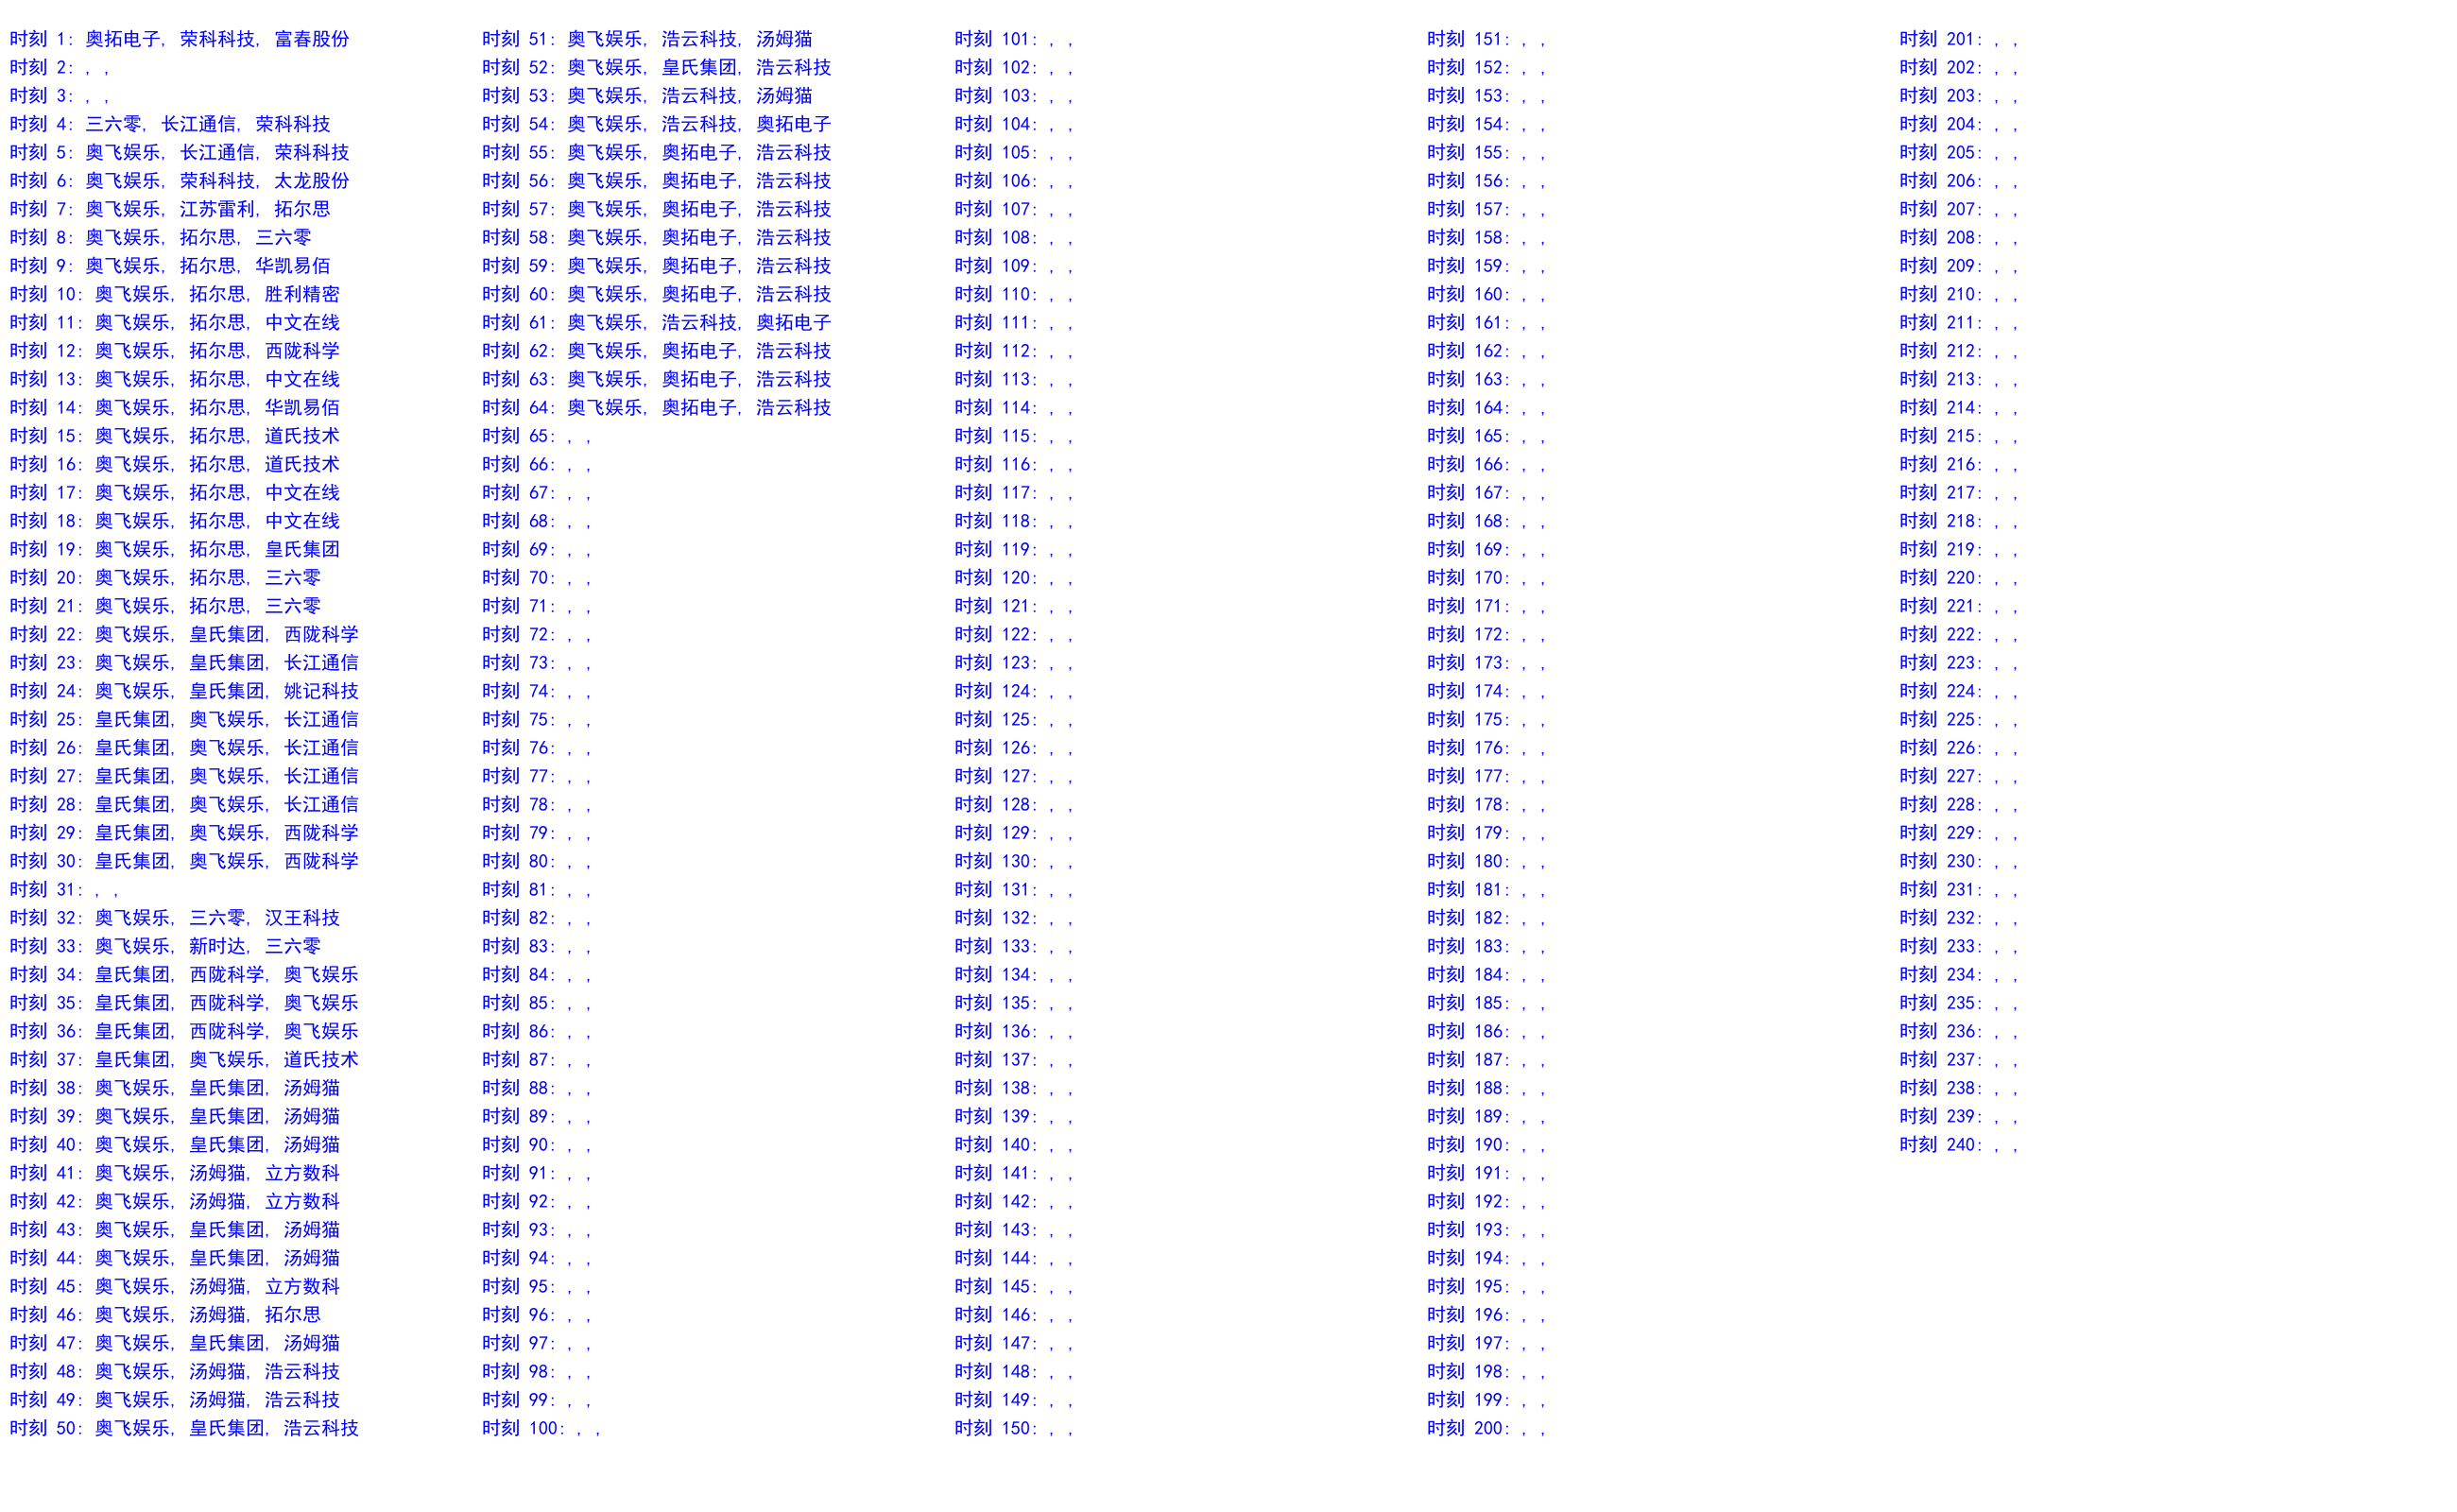 时刻 1: 奥拓电子, 荣科科技, 富春股份
时刻 2: , ,
时刻 3: , ,
时刻 4: 三六零, 长江通信, 荣科科技
时刻 5: 奥飞娱乐, 长江通信, 荣科科技
时刻 6: 奥飞娱乐, 荣科科技, 太龙股份
时刻 7: 奥飞娱乐, 江苏雷利, 拓尔思
时刻 8: 奥飞娱乐, 拓尔思, 三六零
时刻 9: 奥飞娱乐, 拓尔思, 华凯易佰
时刻 10: 奥飞娱乐, 拓尔思, 胜利精密
时刻 11: 奥飞娱乐, 拓尔思, 中文在线
时刻 12: 奥飞娱乐, 拓尔思, 西陇科学
时刻 13: 奥飞娱乐, 拓尔思, 中文在线
时刻 14: 奥飞娱乐, 拓尔思, 华凯易佰
时刻 15: 奥飞娱乐, 拓尔思, 道氏技术
时刻 16: 奥飞娱乐, 拓尔思, 道氏技术
时刻 17: 奥飞娱乐, 拓尔思, 中文在线
时刻 18: 奥飞娱乐, 拓尔思, 中文在线
时刻 19: 奥飞娱乐, 拓尔思, 皇氏集团
时刻 20: 奥飞娱乐, 拓尔思, 三六零
时刻 21: 奥飞娱乐, 拓尔思, 三六零
时刻 22: 奥飞娱乐, 皇氏集团, 西陇科学
时刻 23: 奥飞娱乐, 皇氏集团, 长江通信
时刻 24: 奥飞娱乐, 皇氏集团, 姚记科技
时刻 25: 皇氏集团, 奥飞娱乐, 长江通信
时刻 26: 皇氏集团, 奥飞娱乐, 长江通信
时刻 27: 皇氏集团, 奥飞娱乐, 长江通信
时刻 28: 皇氏集团, 奥飞娱乐, 长江通信
时刻 29: 皇氏集团, 奥飞娱乐, 西陇科学
时刻 30: 皇氏集团, 奥飞娱乐, 西陇科学
时刻 31: , ,
时刻 32: 奥飞娱乐, 三六零, 汉王科技
时刻 33: 奥飞娱乐, 新时达, 三六零
时刻 34: 皇氏集团, 西陇科学, 奥飞娱乐
时刻 35: 皇氏集团, 西陇科学, 奥飞娱乐
时刻 36: 皇氏集团, 西陇科学, 奥飞娱乐
时刻 37: 皇氏集团, 奥飞娱乐, 道氏技术
时刻 38: 奥飞娱乐, 皇氏集团, 汤姆猫
时刻 39: 奥飞娱乐, 皇氏集团, 汤姆猫
时刻 40: 奥飞娱乐, 皇氏集团, 汤姆猫
时刻 41: 奥飞娱乐, 汤姆猫, 立方数科
时刻 42: 奥飞娱乐, 汤姆猫, 立方数科
时刻 43: 奥飞娱乐, 皇氏集团, 汤姆猫
时刻 44: 奥飞娱乐, 皇氏集团, 汤姆猫
时刻 45: 奥飞娱乐, 汤姆猫, 立方数科
时刻 46: 奥飞娱乐, 汤姆猫, 拓尔思
时刻 47: 奥飞娱乐, 皇氏集团, 汤姆猫
时刻 48: 奥飞娱乐, 汤姆猫, 浩云科技
时刻 49: 奥飞娱乐, 汤姆猫, 浩云科技
时刻 50: 奥飞娱乐, 皇氏集团, 浩云科技
时刻 51: 奥飞娱乐, 浩云科技, 汤姆猫
时刻 52: 奥飞娱乐, 皇氏集团, 浩云科技
时刻 53: 奥飞娱乐, 浩云科技, 汤姆猫
时刻 54: 奥飞娱乐, 浩云科技, 奥拓电子
时刻 55: 奥飞娱乐, 奥拓电子, 浩云科技
时刻 56: 奥飞娱乐, 奥拓电子, 浩云科技
时刻 57: 奥飞娱乐, 奥拓电子, 浩云科技
时刻 58: 奥飞娱乐, 奥拓电子, 浩云科技
时刻 59: 奥飞娱乐, 奥拓电子, 浩云科技
时刻 60: 奥飞娱乐, 奥拓电子, 浩云科技
时刻 61: 奥飞娱乐, 浩云科技, 奥拓电子
时刻 62: 奥飞娱乐, 奥拓电子, 浩云科技
时刻 63: 奥飞娱乐, 奥拓电子, 浩云科技
时刻 64: 奥飞娱乐, 奥拓电子, 浩云科技
时刻 65: , ,
时刻 66: , ,
时刻 67: , ,
时刻 68: , ,
时刻 69: , ,
时刻 70: , ,
时刻 71: , ,
时刻 72: , ,
时刻 73: , ,
时刻 74: , ,
时刻 75: , ,
时刻 76: , ,
时刻 77: , ,
时刻 78: , ,
时刻 79: , ,
时刻 80: , ,
时刻 81: , ,
时刻 82: , ,
时刻 83: , ,
时刻 84: , ,
时刻 85: , ,
时刻 86: , ,
时刻 87: , ,
时刻 88: , ,
时刻 89: , ,
时刻 90: , ,
时刻 91: , ,
时刻 92: , ,
时刻 93: , ,
时刻 94: , ,
时刻 95: , ,
时刻 96: , ,
时刻 97: , ,
时刻 98: , ,
时刻 99: , ,
时刻 100: , ,
时刻 101: , ,
时刻 102: , ,
时刻 103: , ,
时刻 104: , ,
时刻 105: , ,
时刻 106: , ,
时刻 107: , ,
时刻 108: , ,
时刻 109: , ,
时刻 110: , ,
时刻 111: , ,
时刻 112: , ,
时刻 113: , ,
时刻 114: , ,
时刻 115: , ,
时刻 116: , ,
时刻 117: , ,
时刻 118: , ,
时刻 119: , ,
时刻 120: , ,
时刻 121: , ,
时刻 122: , ,
时刻 123: , ,
时刻 124: , ,
时刻 125: , ,
时刻 126: , ,
时刻 127: , ,
时刻 128: , ,
时刻 129: , ,
时刻 130: , ,
时刻 131: , ,
时刻 132: , ,
时刻 133: , ,
时刻 134: , ,
时刻 135: , ,
时刻 136: , ,
时刻 137: , ,
时刻 138: , ,
时刻 139: , ,
时刻 140: , ,
时刻 141: , ,
时刻 142: , ,
时刻 143: , ,
时刻 144: , ,
时刻 145: , ,
时刻 146: , ,
时刻 147: , ,
时刻 148: , ,
时刻 149: , ,
时刻 150: , ,
时刻 151: , ,
时刻 152: , ,
时刻 153: , ,
时刻 154: , ,
时刻 155: , ,
时刻 156: , ,
时刻 157: , ,
时刻 158: , ,
时刻 159: , ,
时刻 160: , ,
时刻 161: , ,
时刻 162: , ,
时刻 163: , ,
时刻 164: , ,
时刻 165: , ,
时刻 166: , ,
时刻 167: , ,
时刻 168: , ,
时刻 169: , ,
时刻 170: , ,
时刻 171: , ,
时刻 172: , ,
时刻 173: , ,
时刻 174: , ,
时刻 175: , ,
时刻 176: , ,
时刻 177: , ,
时刻 178: , ,
时刻 179: , ,
时刻 180: , ,
时刻 181: , ,
时刻 182: , ,
时刻 183: , ,
时刻 184: , ,
时刻 185: , ,
时刻 186: , ,
时刻 187: , ,
时刻 188: , ,
时刻 189: , ,
时刻 190: , ,
时刻 191: , ,
时刻 192: , ,
时刻 193: , ,
时刻 194: , ,
时刻 195: , ,
时刻 196: , ,
时刻 197: , ,
时刻 198: , ,
时刻 199: , ,
时刻 200: , ,
时刻 201: , ,
时刻 202: , ,
时刻 203: , ,
时刻 204: , ,
时刻 205: , ,
时刻 206: , ,
时刻 207: , ,
时刻 208: , ,
时刻 209: , ,
时刻 210: , ,
时刻 211: , ,
时刻 212: , ,
时刻 213: , ,
时刻 214: , ,
时刻 215: , ,
时刻 216: , ,
时刻 217: , ,
时刻 218: , ,
时刻 219: , ,
时刻 220: , ,
时刻 221: , ,
时刻 222: , ,
时刻 223: , ,
时刻 224: , ,
时刻 225: , ,
时刻 226: , ,
时刻 227: , ,
时刻 228: , ,
时刻 229: , ,
时刻 230: , ,
时刻 231: , ,
时刻 232: , ,
时刻 233: , ,
时刻 234: , ,
时刻 235: , ,
时刻 236: , ,
时刻 237: , ,
时刻 238: , ,
时刻 239: , ,
时刻 240: , ,